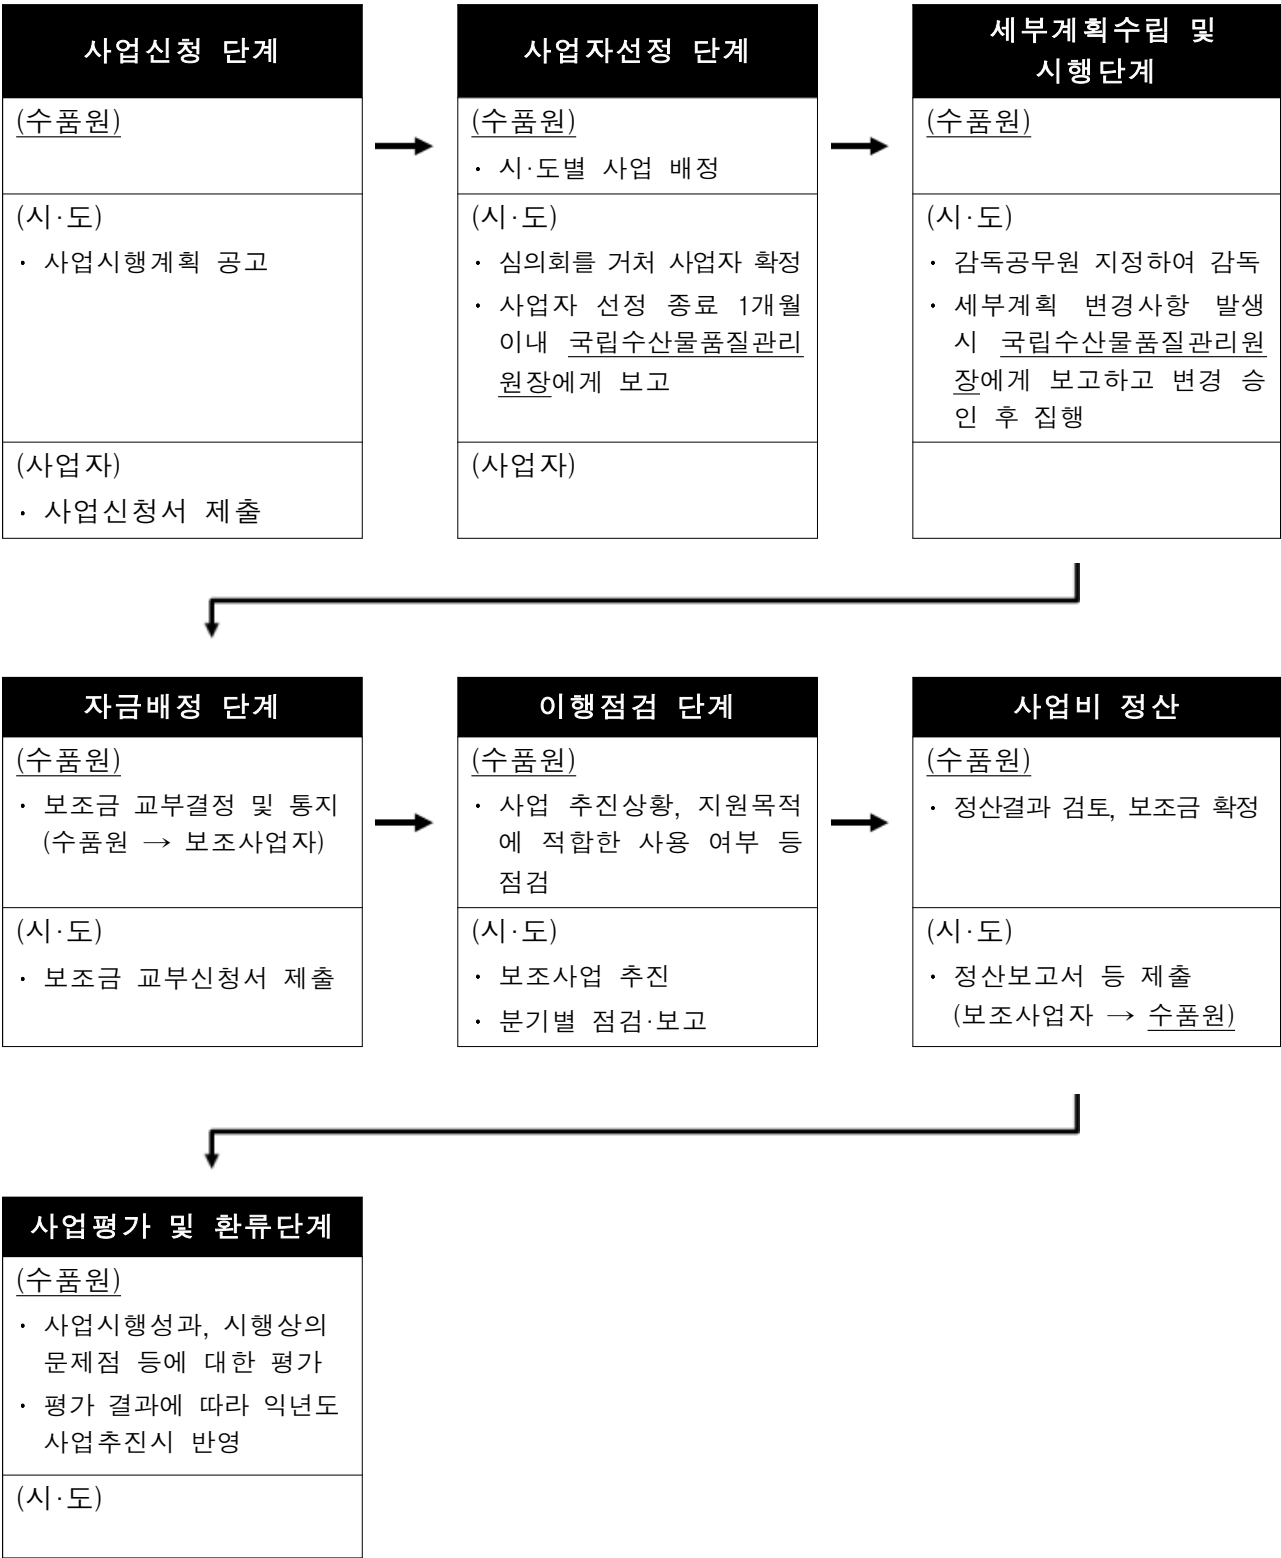 사업신청 단계
(수품원)
(시·도)
· 사업시행계획 공고
(사업자)
· 사업신청서 제출
사업자선정 단계
(수품원)
· 시·도별 사업 배정
(시·도)
· 심의회를 거처 사업자 확정
· 사업자 선정 종료 1개월
이내 국립수산물품질관리
원장에게 보고
(사업자)
세부계획수립 및
시행단계
(수품원)
(시·도)
· 감독공무원 지정하여 감독
· 세부계획 변경사항 발생
시 국립수산물품질관리원
장에게 보고하고 변경 승
인 후 집행
자금배정 단계
(수품원)
· 보조금 교부결정 및 통지
(수품원 → 보조사업자)
(시·도)
· 보조금 교부신청서 제출
이행점검 단계
(수품원)
· 사업 추진상황, 지원목적
에 적합한 사용 여부 등
점검
(시·도)
· 보조사업 추진
· 분기별 점검·보고
사업비 정산
(수품원)
· 정산결과 검토, 보조금 확정
(시·도)
· 정산보고서 등 제출
(보조사업자 → 수품원)
사업평가 및 환류단계
(수품원)
· 사업시행성과, 시행상의
문제점 등에 대한 평가
· 평가 결과에 따라 익년도
사업추진시 반영
(시·도)